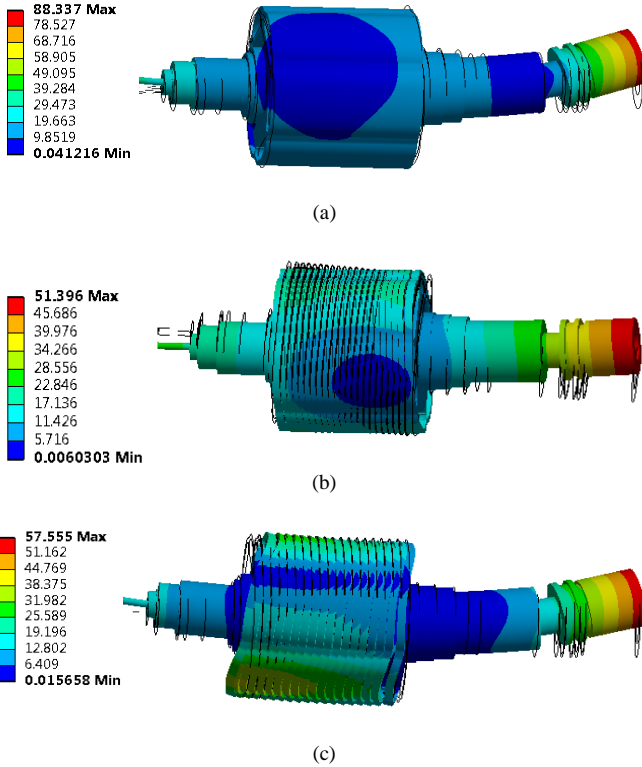 88.337 Max
78.527
68.716
58.905
49.095
39.284
29.473
19.663
9.8519
0.041216 Min
(a)
51.396 Max
45.686
39.976
34.266
28.556
22.846
17.136
11.426
5.716
0.0060303 Min
(b)
57.555 Max
51.162
44.769
38.375
31.982
25.589
19.196
12.802
6.409
0.015658 Min
(c)